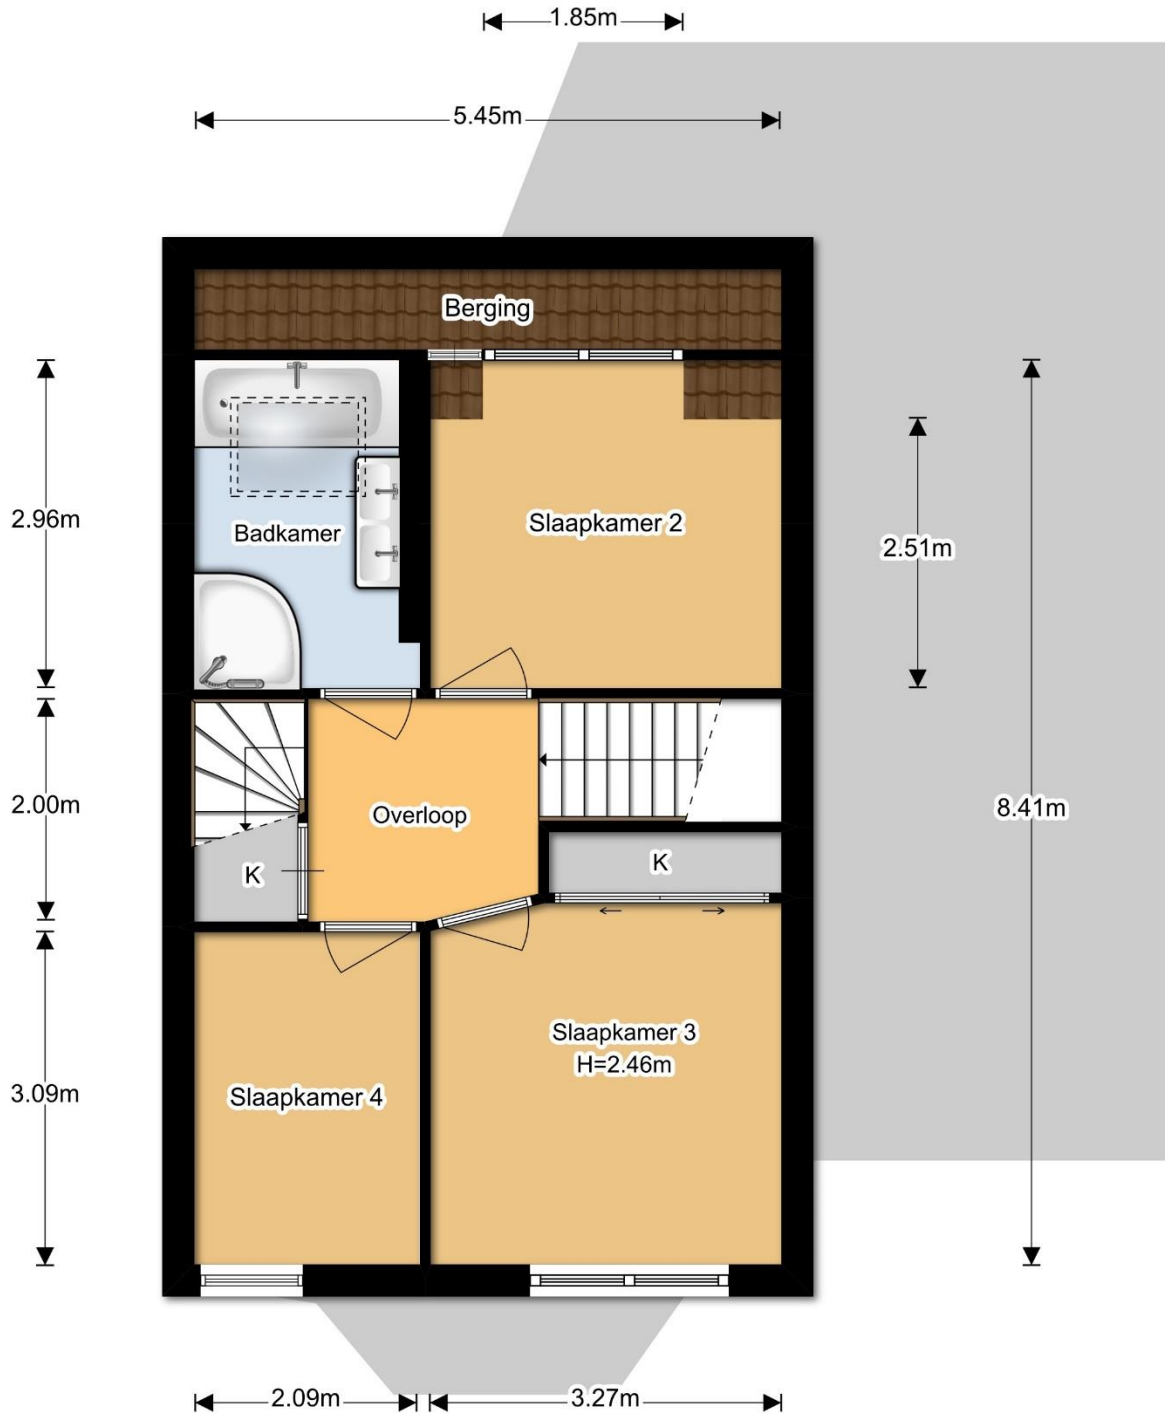 1.85m
5.45m
Berging
2.96m
Badkamer
Slaapkamer 2
2.51m
2.00m
Overloop
8.41m
K
K
3.09m
Slaapkamer 3
H=2.46m
Slaapkamer 4
2.09m
3.27m